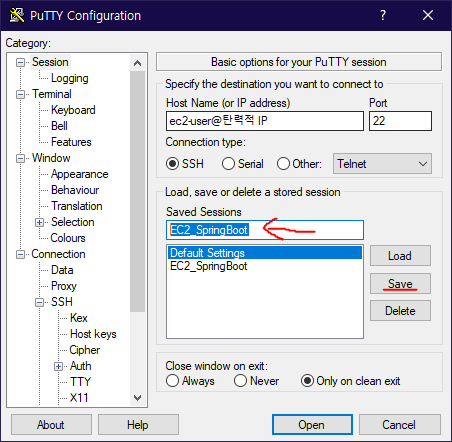 PuTTY Configuration
Category:
Session
Logging
Terminal
Keyboard
Bell
Features
Window
Appearance
Behaviour
Translation
Selection
Colours
Connection
Data
Proxy
SSH
Kex
Host keys
Cipher
Auth
TTY
X11
Basic options for your PuTTY session
Specify the destination you want to connect to
Host Name (or IP address) Port
ec2-user@탄력적 IP 22
Connection type:
SSH Serial Other: Telnet
Load, save or delete a stored session
Saved Sessions
EC2_SpringBoot
Default Settings Load
EC2_SpringBoot
Save
Delete
Close window on exit:
Always Never Only on clean exit
About Help Open Cancel